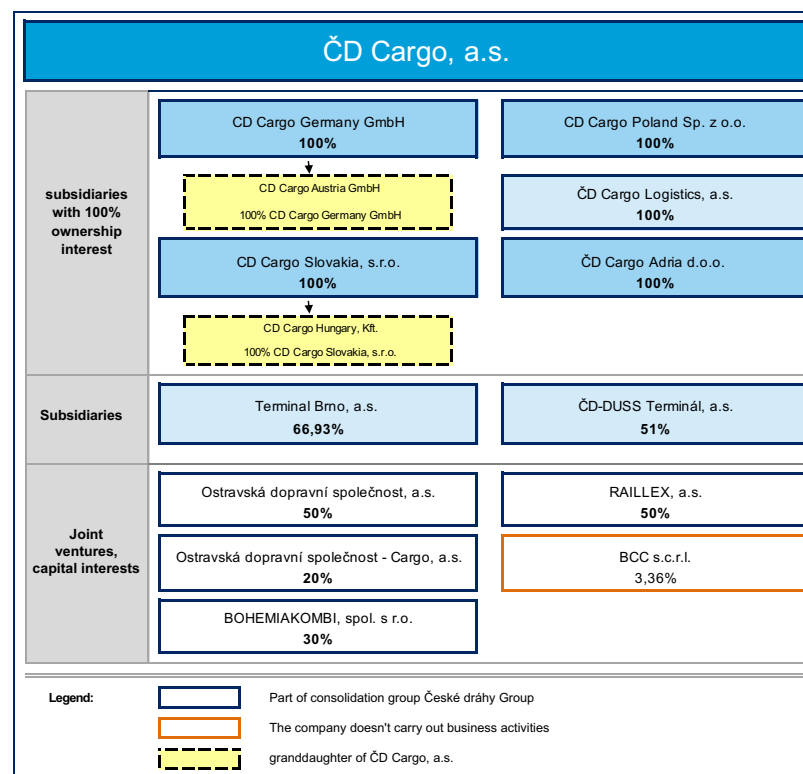 ČD Cargo, a.s.
subsidiaries
with 100%
ownership
interest
CD Cargo Germany GmbH
100%
CD Cargo Poland Sp. z o.o.
100%
CD Cargo Austria GmbH
100% CD Cargo Germany GmbH
ČD Cargo Logistics, a.s.
100%
CD Cargo Slovakia, s.r.o.
100%
ČD Cargo Adria d.o.o.
100%
CD Cargo Hungary, Kft.
100% CD Cargo Slovakia, s.r.o.
Subsidiaries
Terminal Brno, a.s.
66,93%
ČD-DUSS Terminál, a.s.
51%
Joint
ventures,
capital interests
Ostravská dopravní společnost, a.s.
50%
RAILLEX, a.s.
50%
Ostravská dopravní společnost - Cargo, a.s.
20%
BCC s.c.r.l.
3,36%
BOHEMIAKOMBI, spol. s r.o.
30%
Legend:
Part of consolidation group České dráhy Group
The company doesn't carry out business activities
granddaughter of ČD Cargo, a.s.